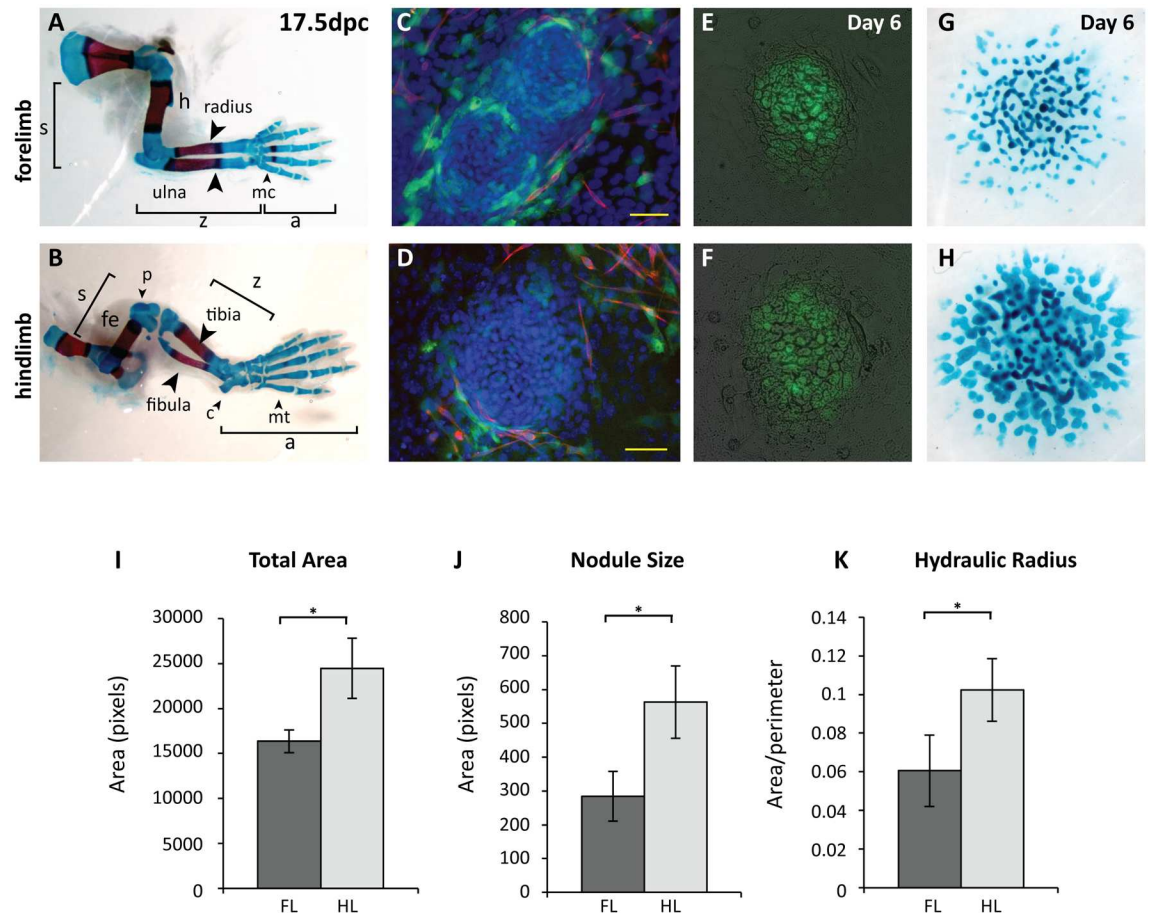 forelimb
A
17.5dpc
s
h
radius
ulna
mc
z
a
C
E
Day 6
G
Day 6
hindlimb
B
s
p
z
fe
tibia
fibula
c
mt
a
D
F
H
I
Total Area
Area (pixels)
30000
25000
20000
15000
10000
5000
0
*
FL
HL
J
Nodule Size
Area (pixels)
800
700
600
500
400
300
200
100
0
*
FL
HL
K
Hydraulic Radius
Area/perimeter
0.14
0.12
0.1
0.08
0.06
0.04
0.02
0
*
FL
HL